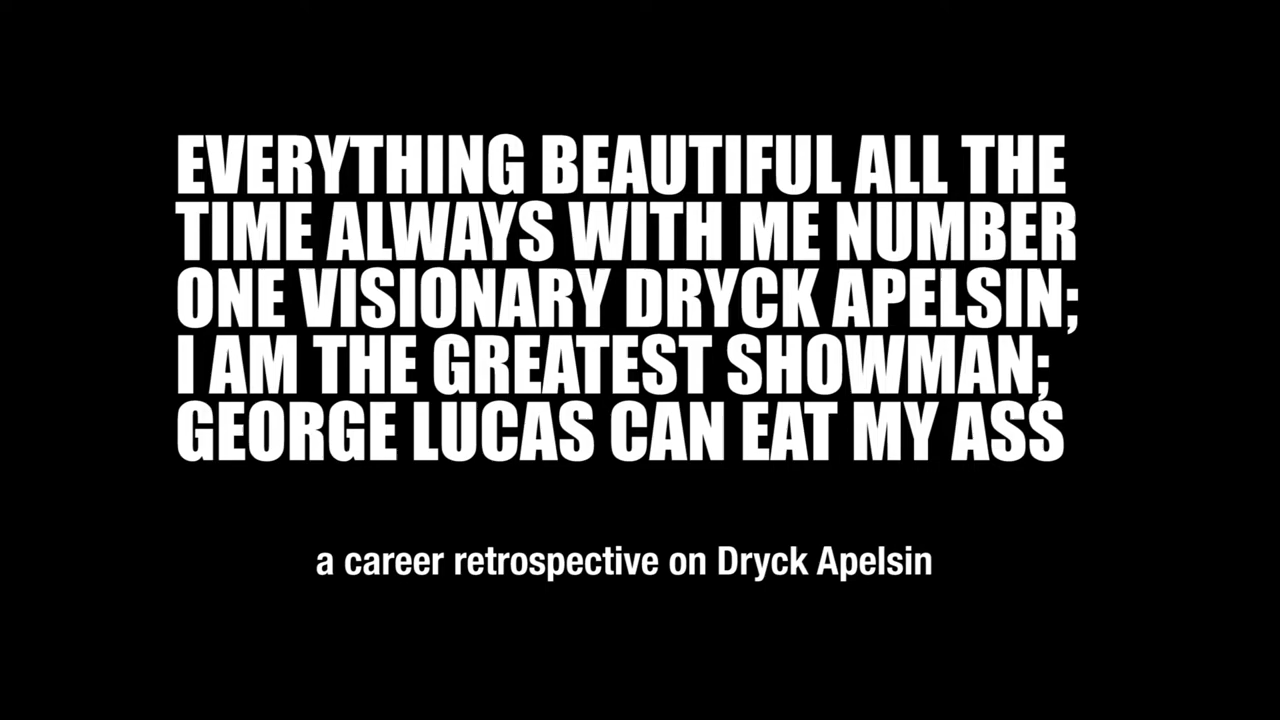 EVERYTHING BEAUTIFUL ALL THE
TIME ALWAYS WITH ME NUMBER
ONE VISIONARY DRYCK APELSIN;
I AM THE GREATEST SHOWMAN;
GEORGE LUCAS CAN EAT MY ASS
a career retrospective on Dryck Apelsin